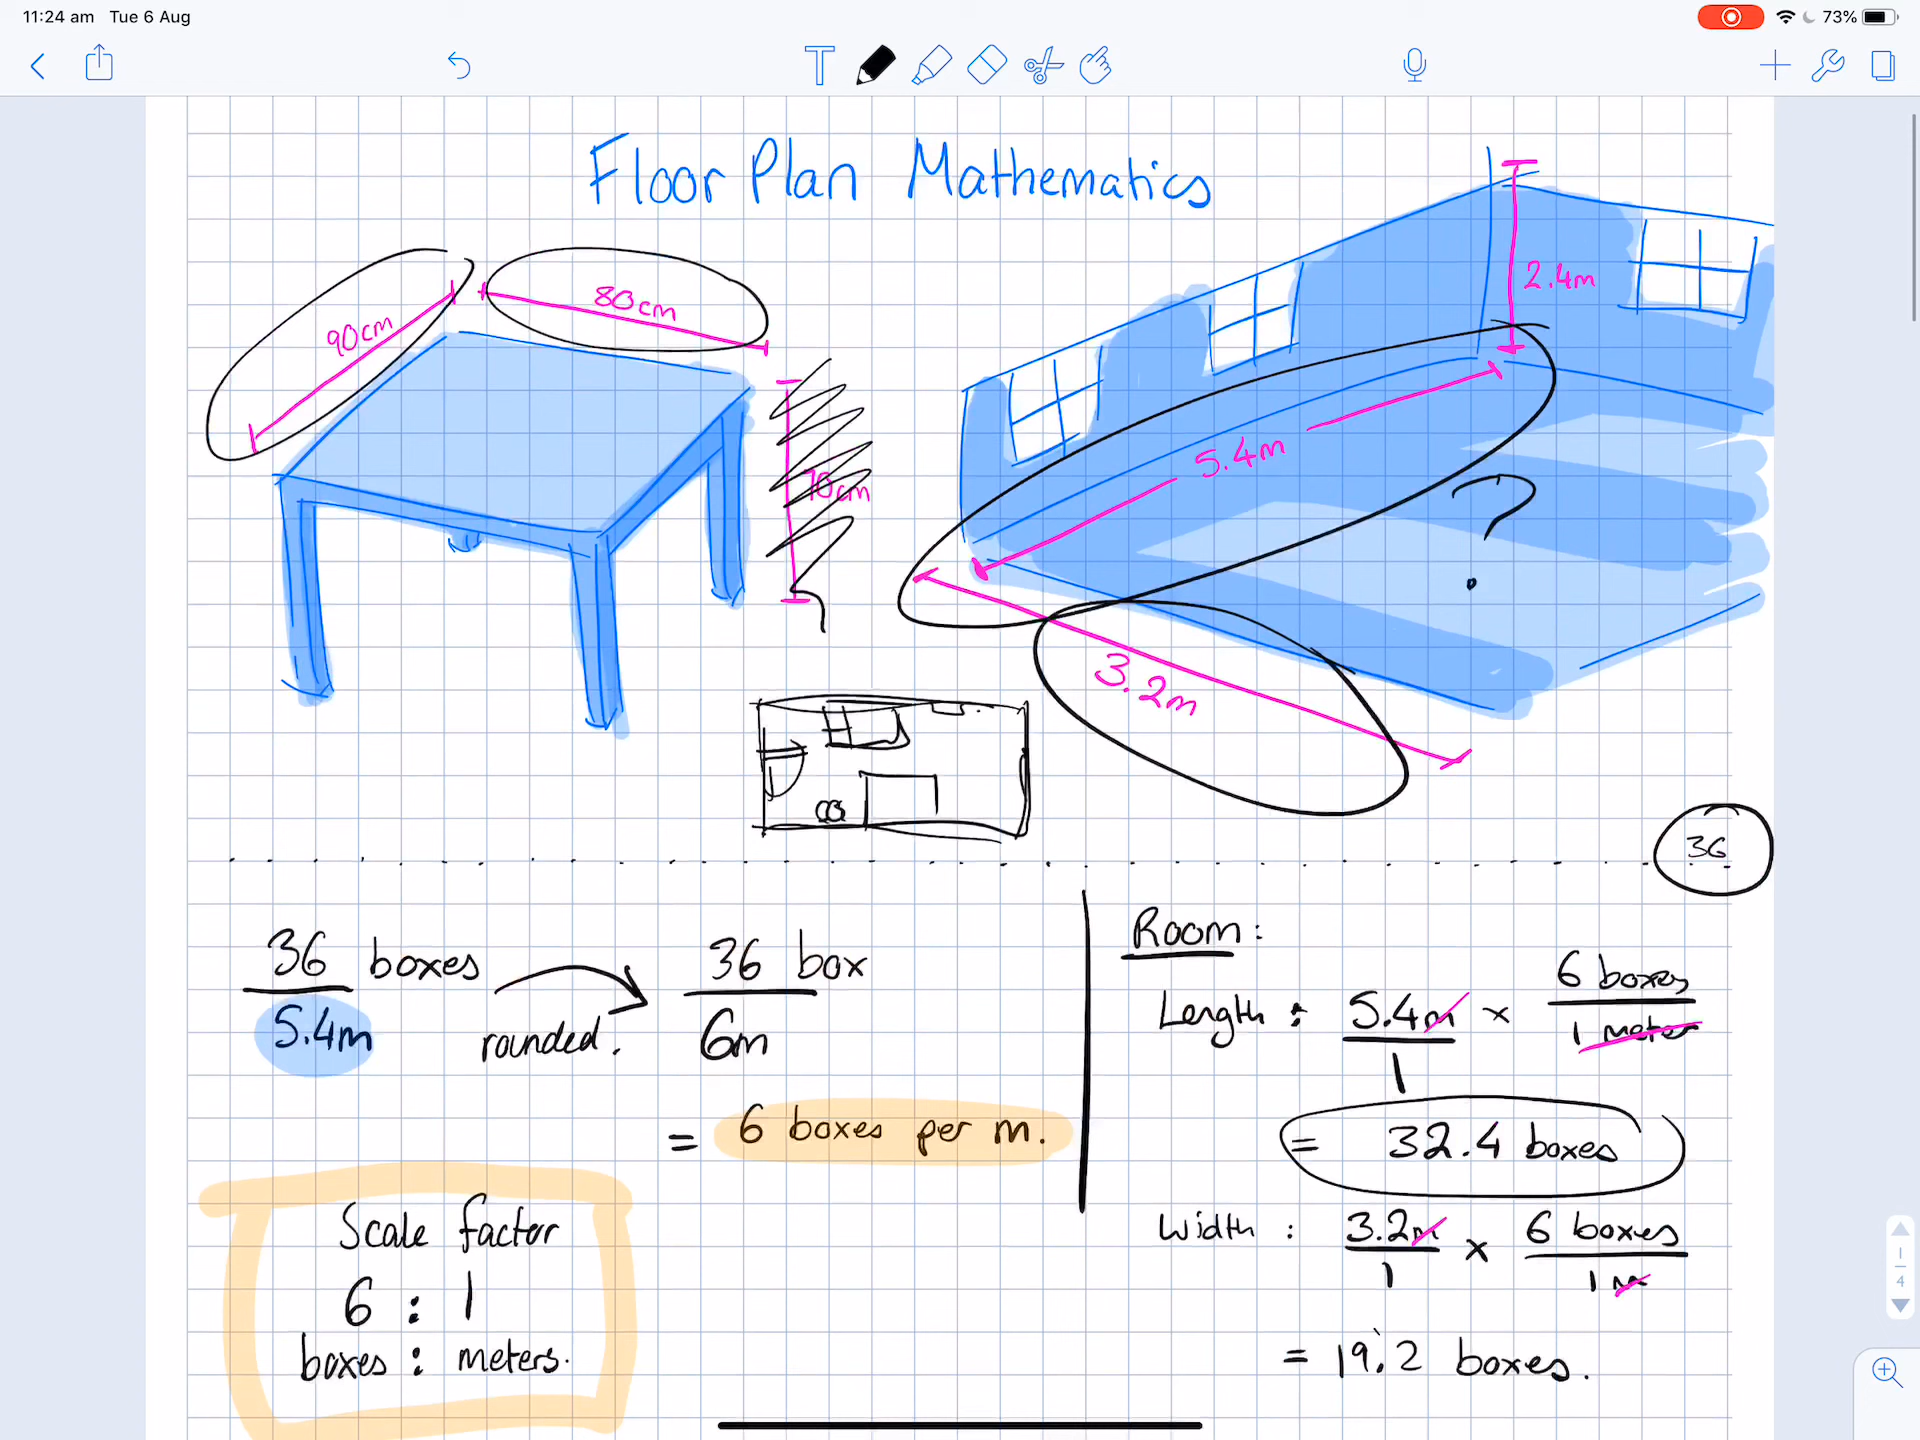 11:24 am Tue 6 Aug
73%
Floor Plan Mathematics
90cm
80cm
70cm
2.4m
5.4m
3.2m
?
36
36 boxes
5.4m
rounded.
36 box
6m
= 6 boxes per m.
Scale factor
6 : 1
boxes : meters.
Room:
Length : 5.4m × 6 boxes
1 1 meter
= 32.4 boxes
Width : 3.2m × 6 boxes
1 1 m
= 19.2 boxes.
1
4